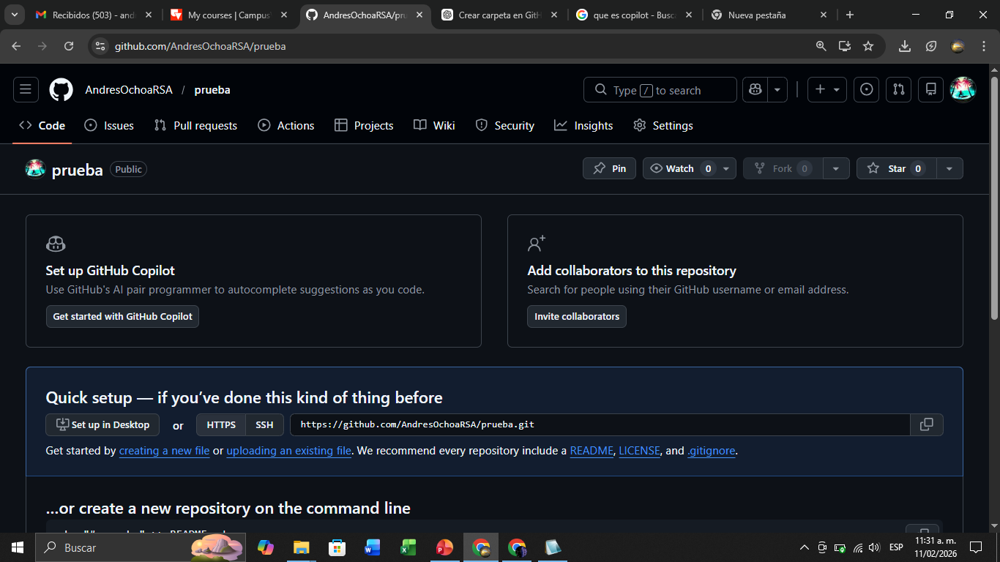 Recibidos (503) - and
My courses | Campus
AndresOchoaRSA/pru
Crear carpeta en GitH
que es copilot - Busc
Nueva pestaña
github.com/AndresOchoaRSA/prueba
AndresOchoaRSA / prueba
Type / to search
Code
Issues
Pull requests
Actions
Projects
Wiki
Security
Insights
Settings
prueba Public
Pin
Watch 0
Fork 0
Star 0
Set up GitHub Copilot
Use GitHub's AI pair programmer to autocomplete suggestions as you code.
Get started with GitHub Copilot
Add collaborators to this repository
Search for people using their GitHub username or email address.
Invite collaborators
Quick setup — if you've done this kind of thing before
Set up in Desktop or HTTPS SSH https://github.com/AndresOchoaRSA/prueba.git
Get started by creating a new file or uploading an existing file. We recommend every repository include a README, LICENSE, and .gitignore.
...or create a new repository on the command line
Buscar
ESP
11:31 a. m.
11/02/2026